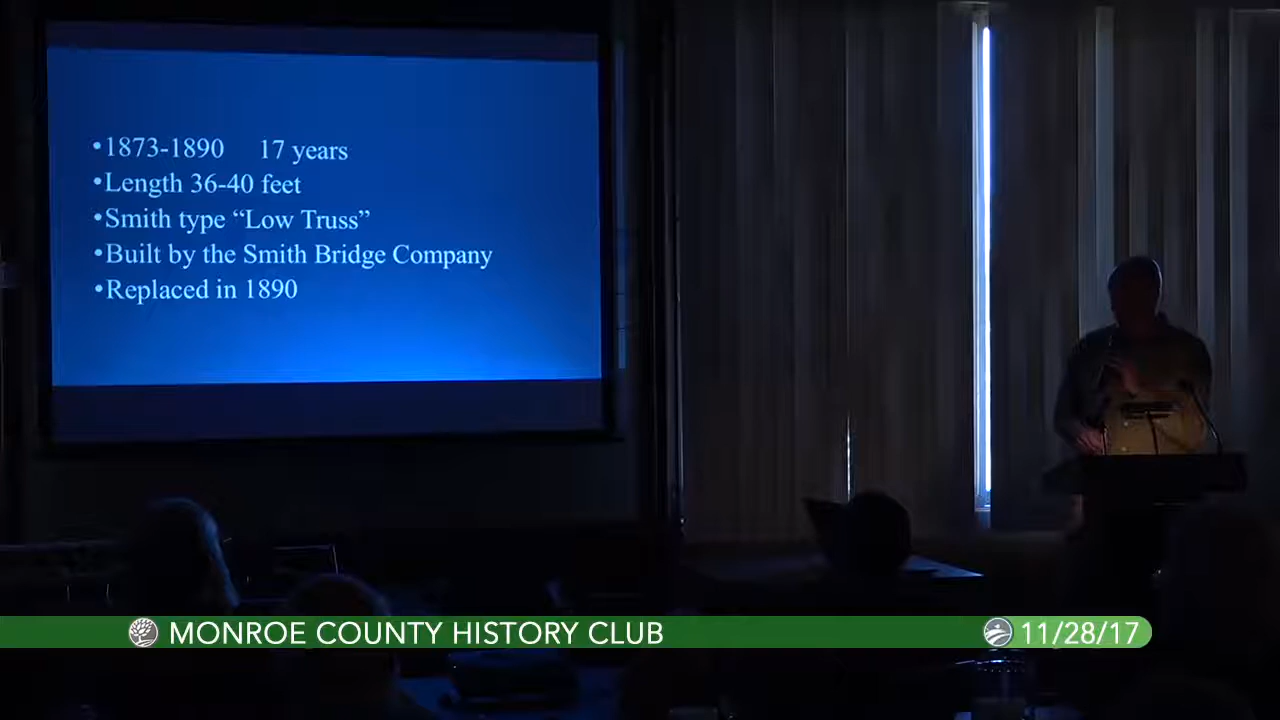 •1873-1890 17 years
•Length 36-40 feet
•Smith type “Low Truss”
•Built by the Smith Bridge Company
•Replaced in 1890
MONROE COUNTY HISTORY CLUB
11/28/17